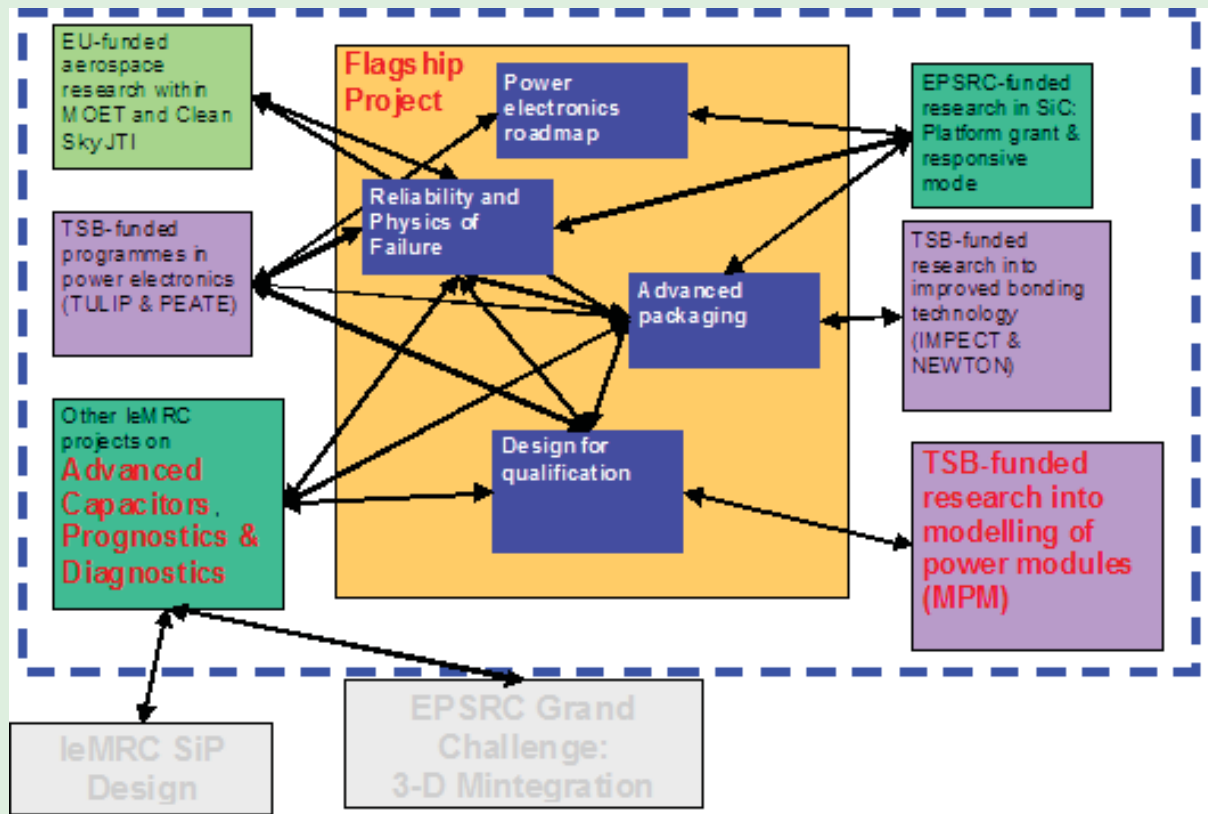 EU-funded
aerospace
research within
MOET and Clean
Sky JTI
Flagship
Project
Power
electronics
roadmap
EPSRC-funded
research in SiC:
Platform grant &
responsive
mode
Reliability and
Physics of
Failure
TSB-funded
programmes in
power electronics
(TULIP & PEATE)
TSB-funded
research into
improved bonding
technology
(IMPECT &
NEWTON)
Advanced
packaging
Other IeMRC
projects on
Advanced
Capacitors,
Prognostics &
Diagnostics
Design for
qualification
TSB-funded
research into
modelling of
power modules
(MPM)
EPSRC Grand
Challenge:
3-D Mintegration
IeMRC SiP
Design